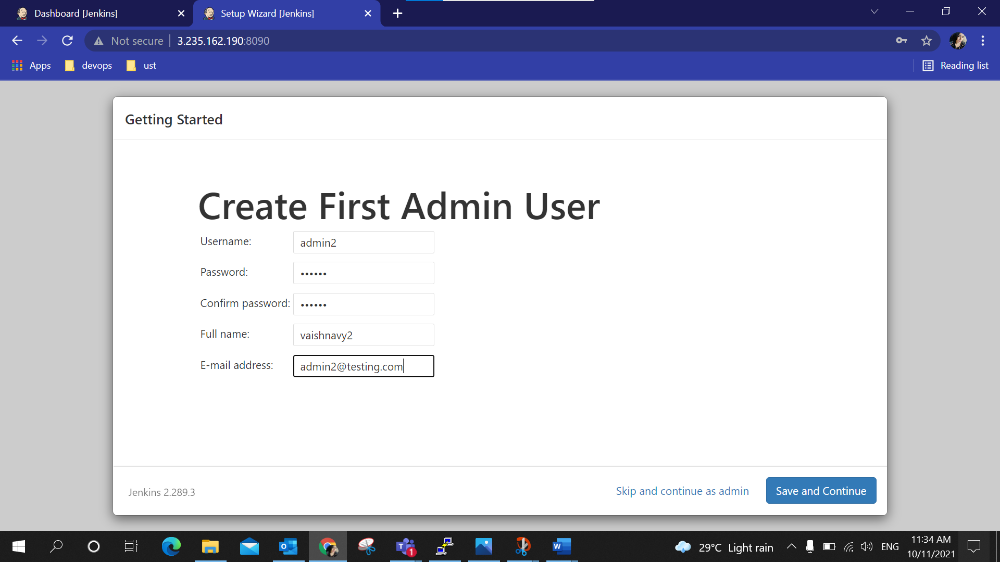 Dashboard [Jenkins]
Setup Wizard [Jenkins]
Not secure
3.235.162.190:8090
Apps
devops
ust
Reading list
Getting Started
Create First Admin User
Username:
admin2
Password:
••••••
Confirm password:
••••••
Full name:
vaishnavy2
E-mail address:
admin2@testing.com
Jenkins 2.289.3
Skip and continue as admin
Save and Continue
O
T
1
W
29°C Light rain
ENG
11:34 AM
10/11/2021